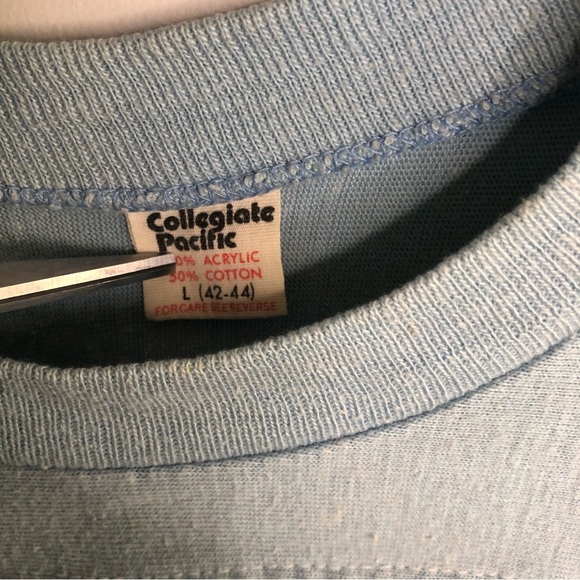 Collegiate
Pacific
0% ACRYLIC
50% COTTON
L (42-44)
FOR CARE SEE REVERSE